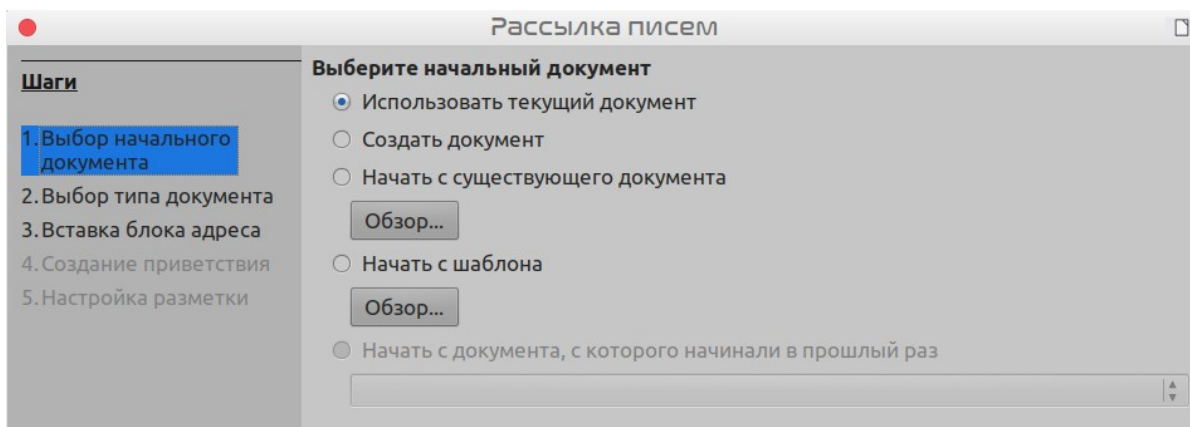 Рассылка писем
Шаги
1. Выбор начального
документа
2. Выбор типа документа
3. Вставка блока адреса
4. Создание приветствия
5. Настройка разметки
Выберите начальный документ
Использовать текущий документ
Создать документ
Начать с существующего документа
Обзор...
Начать с шаблона
Обзор...
Начать с документа, с которого начинали в прошлый раз